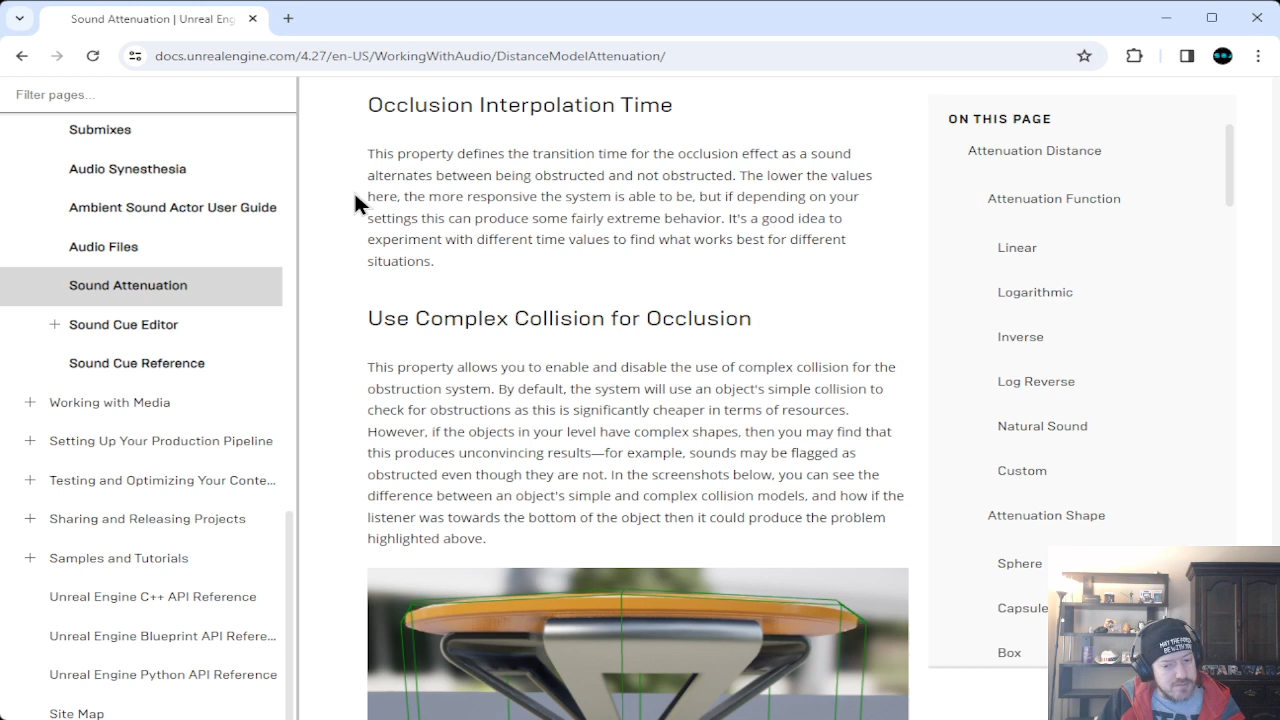 Sound Attenuation | Unreal Eng
docs.unrealengine.com/4.27/en-US/WorkingWithAudio/DistanceModelAttenuation/
Filter pages...
Submixes
Audio Synesthesia
Ambient Sound Actor User Guide
Audio Files
Sound Attenuation
Sound Cue Editor
Sound Cue Reference
Working with Media
Setting Up Your Production Pipeline
Testing and Optimizing Your Conte...
Sharing and Releasing Projects
Samples and Tutorials
Unreal Engine C++ API Reference
Unreal Engine Blueprint API Refere...
Unreal Engine Python API Reference
Site Map
Occlusion Interpolation Time
This property defines the transition time for the occlusion effect as a sound
alternates between being obstructed and not obstructed. The lower the values
here, the more responsive the system is able to be, but if depending on your
settings this can produce some fairly extreme behavior. It's a good idea to
experiment with different time values to find what works best for different
situations.
Use Complex Collision for Occlusion
This property allows you to enable and disable the use of complex collision for the
obstruction system. By default, the system will use an object's simple collision to
check for obstructions as this is significantly cheaper in terms of resources.
However, if the objects in your level have complex shapes, then you may find that
this produces unconvincing results—for example, sounds may be flagged as
obstructed even though they are not. In the screenshots below, you can see the
difference between an object's simple and complex collision models, and how if the
listener was towards the bottom of the object then it could produce the problem
highlighted above.
ON THIS PAGE
Attenuation Distance
Attenuation Function
Linear
Logarithmic
Inverse
Log Reverse
Natural Sound
Custom
Attenuation Shape
Sphere
Capsule
Box
STAR WARS